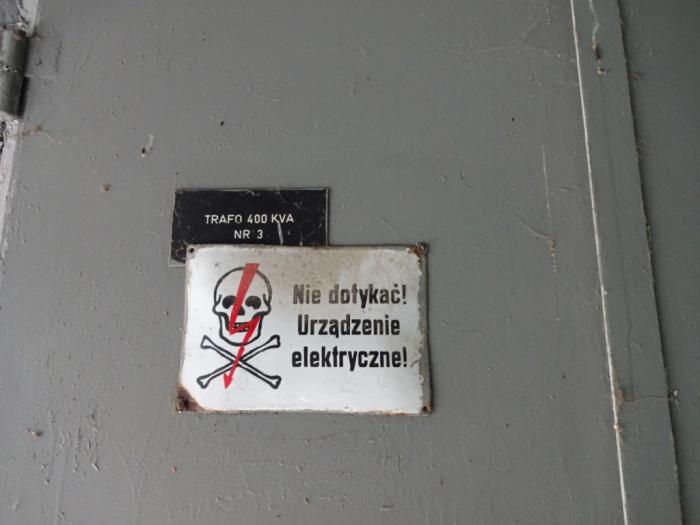 TRAFO 400 KVA
NR 3
Nie dotykać!
Urządzenie
elektryczne!